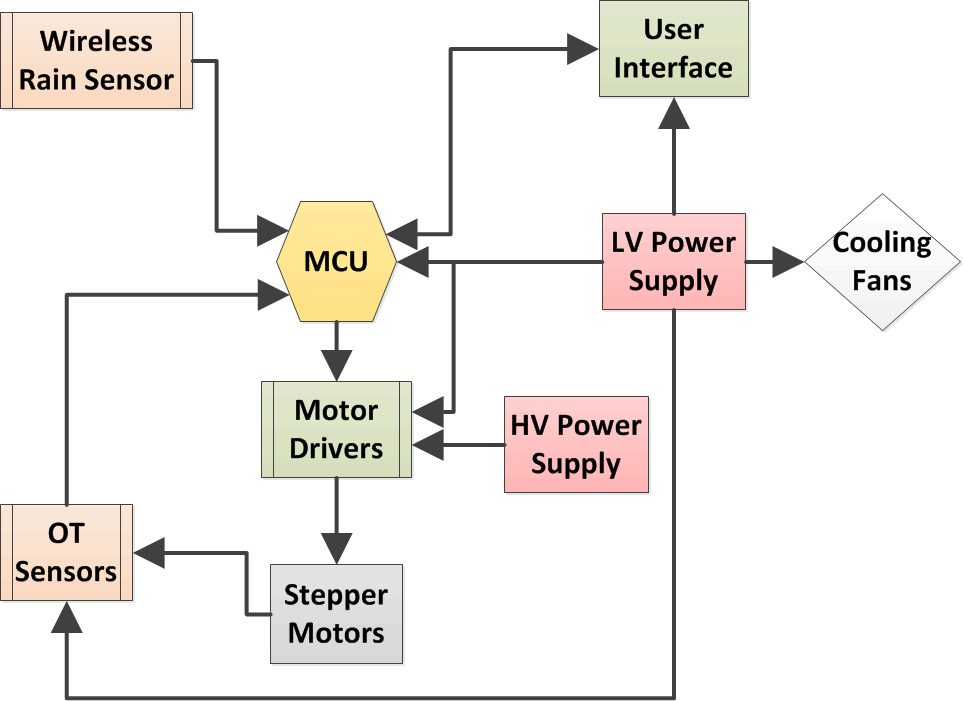 Wireless
Rain Sensor
User
Interface
MCU
LV Power
Supply
Cooling
Fans
Motor
Drivers
HV Power
Supply
OT
Sensors
Stepper
Motors